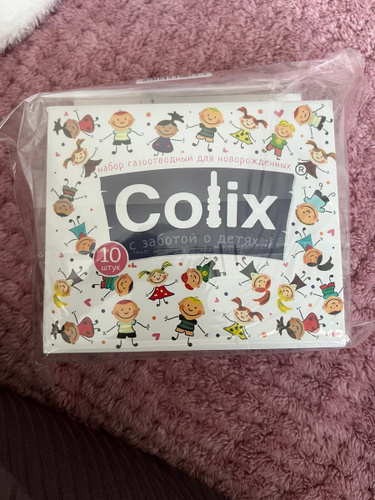 набор газоотводный для новорожденных
Colix®
с заботой о детях...
10
штук